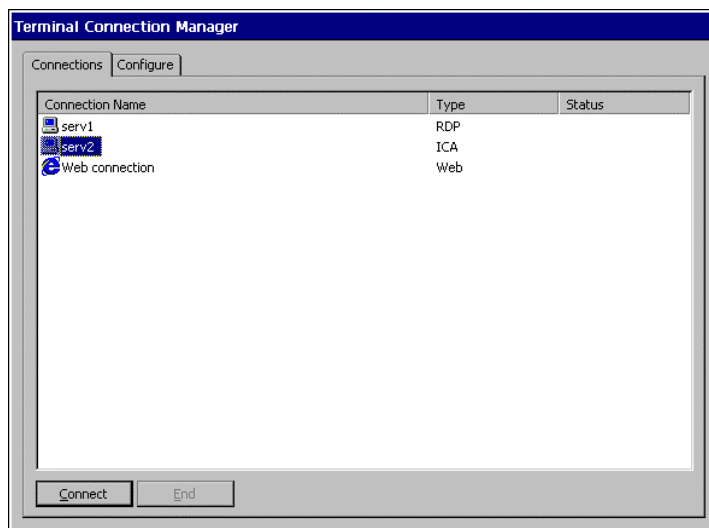 Terminal Connection Manager
Connections Configure
Connection Name Type Status
serv1 RDP
serv2 ICA
Web connection Web
Connect End